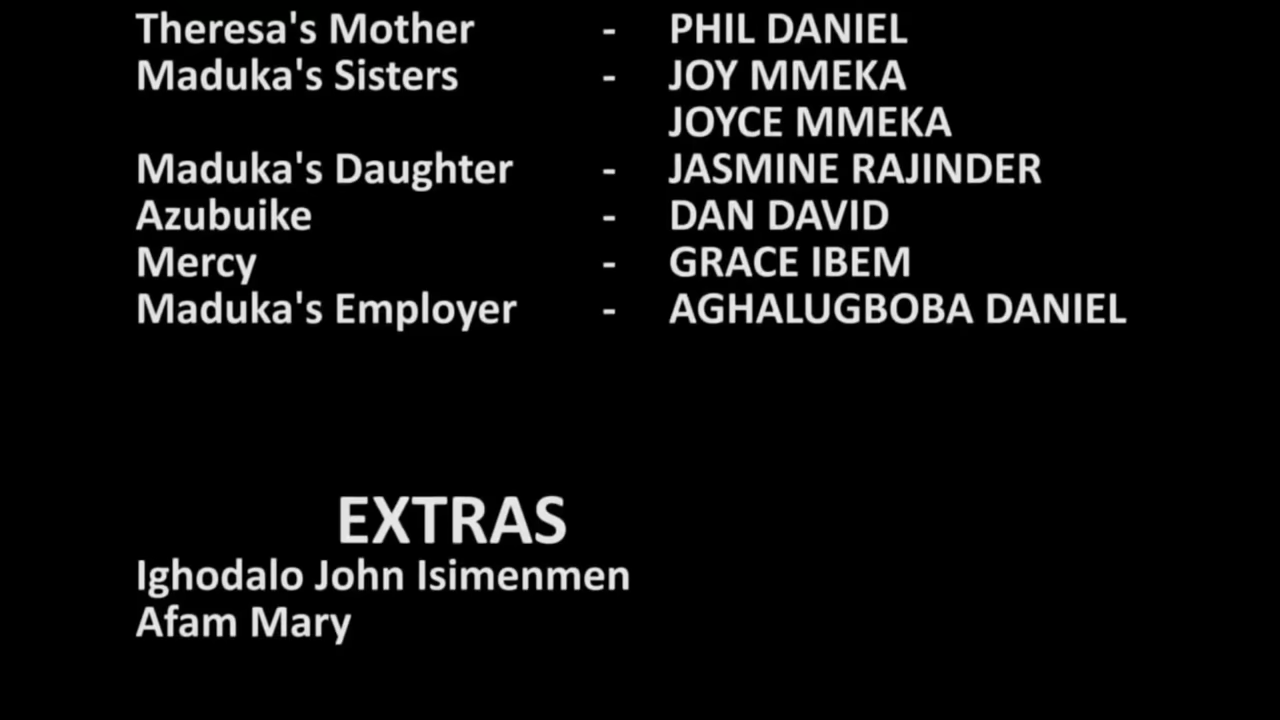 Theresa's Mother - PHIL DANIEL
Maduka's Sisters - JOY MMEKA
JOYCE MMEKA
Maduka's Daughter - JASMINE RAJINDER
Azubuike - DAN DAVID
Mercy - GRACE IBEM
Maduka's Employer - AGHALUGBOBA DANIEL
EXTRAS
Ighodalo John Isimenmen
Afam Mary